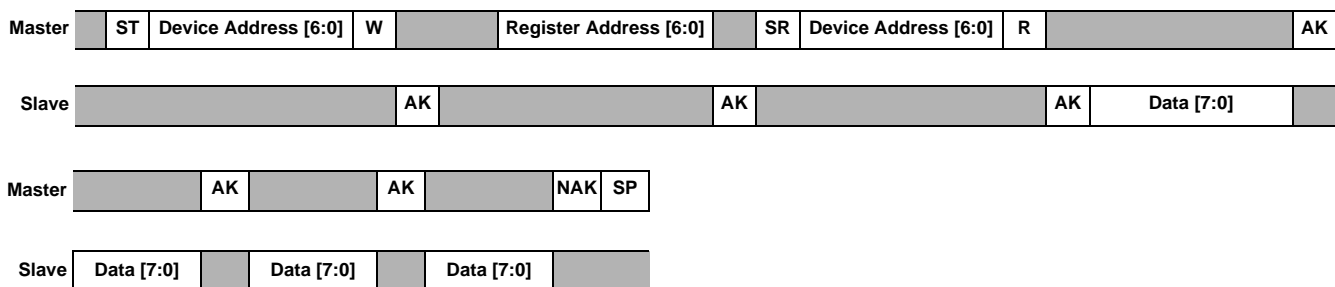 Master ST Device Address [6:0] W Register Address [6:0] SR Device Address [6:0] R AK
Slave AK AK AK Data [7:0]
Master AK AK NAK SP
Slave Data [7:0] Data [7:0] Data [7:0]